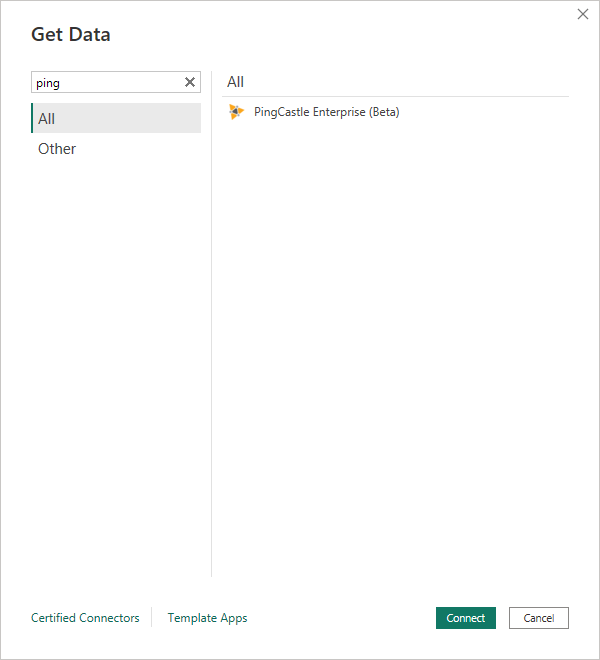 Get Data
ping
All
Other
All
PingCastle Enterprise (Beta)
Certified Connectors
Template Apps
Connect
Cancel